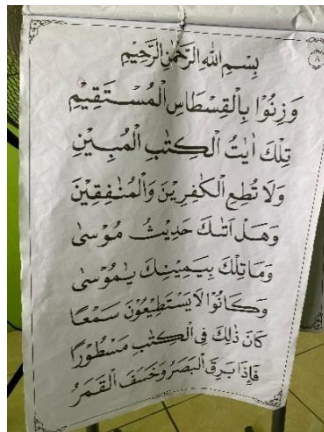 بِسْمِ اللهِ الرَّحْمٰنِ الرَّحِيْمِ
وَزِنُوْا بِالْقِسْطَاسِ الْمُسْتَقِيْمِ
تِلْكَ اٰيٰتُ الْكِتٰبِ الْمُبِيْنِ
وَلَا تُطِعِ الْكٰفِرِيْنَ وَالْمُنٰفِقِيْنَ
وَهَلْ اَتٰىكَ حَدِيْثُ مُوْسٰى
وَمَا تِلْكَ بِيَمِيْنِكَ يٰمُوْسٰى
وَكَانُوْا لَا يَسْتَطِيْعُوْنَ سَمْعًا
كَانَ ذٰلِكَ فِي الْكِتٰبِ مَسْطُوْرًا
فَاِذَا بَرِقَ الْبَصَرُ وَخَسَفَ الْقَمَرُ